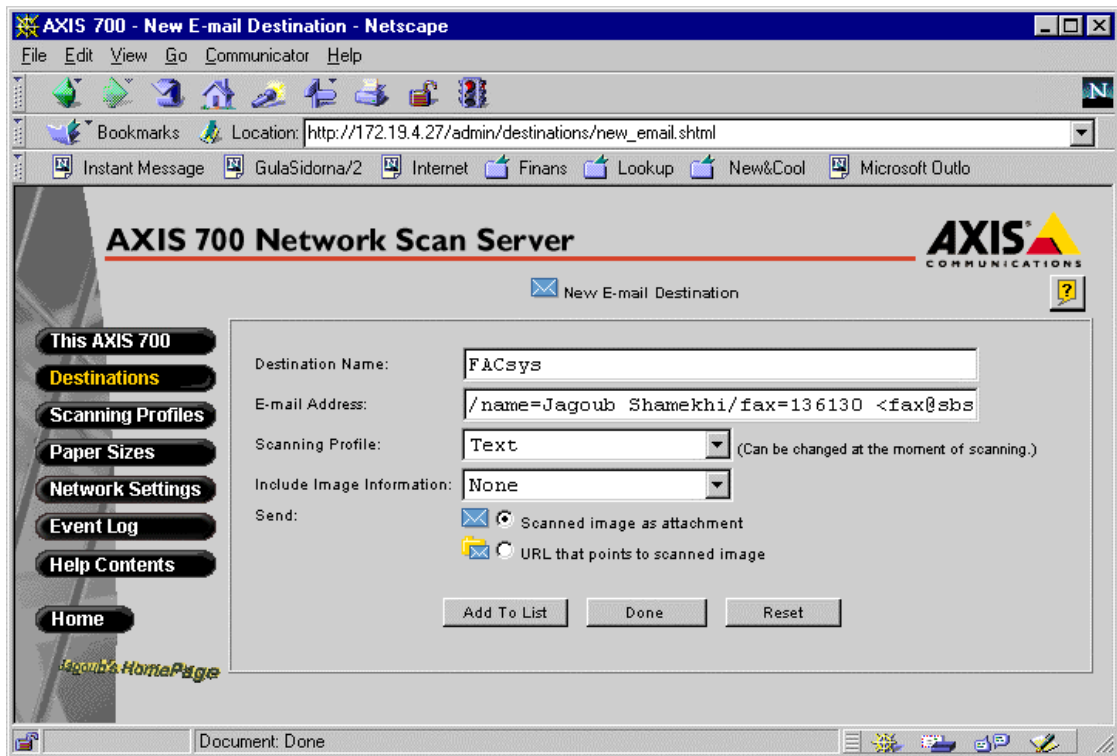 AXIS 700 - New E-mail Destination - Netscape
File Edit View Go Communicator Help
N
Bookmarks Location: http://172.19.4.27/admin/destinations/new_email.shtml
Instant Message GulaSidorna/2 Internet Finans Lookup New&Cool Microsoft Outlo
AXIS 700 Network Scan Server
AXIS
COMMUNICATIONS
New E-mail Destination
?
This AXIS 700
Destinations
Scanning Profiles
Paper Sizes
Network Settings
Event Log
Help Contents
Home
Jagoub's HomePage
Destination Name: FACsys
E-mail Address: /name=Jagoub Shamekhi/fax=136130 <fax@sbs
Scanning Profile: Text (Can be changed at the moment of scanning.)
Include Image Information: None
Send: Scanned image as attachment
URL that points to scanned image
Add To List Done Reset
Document: Done